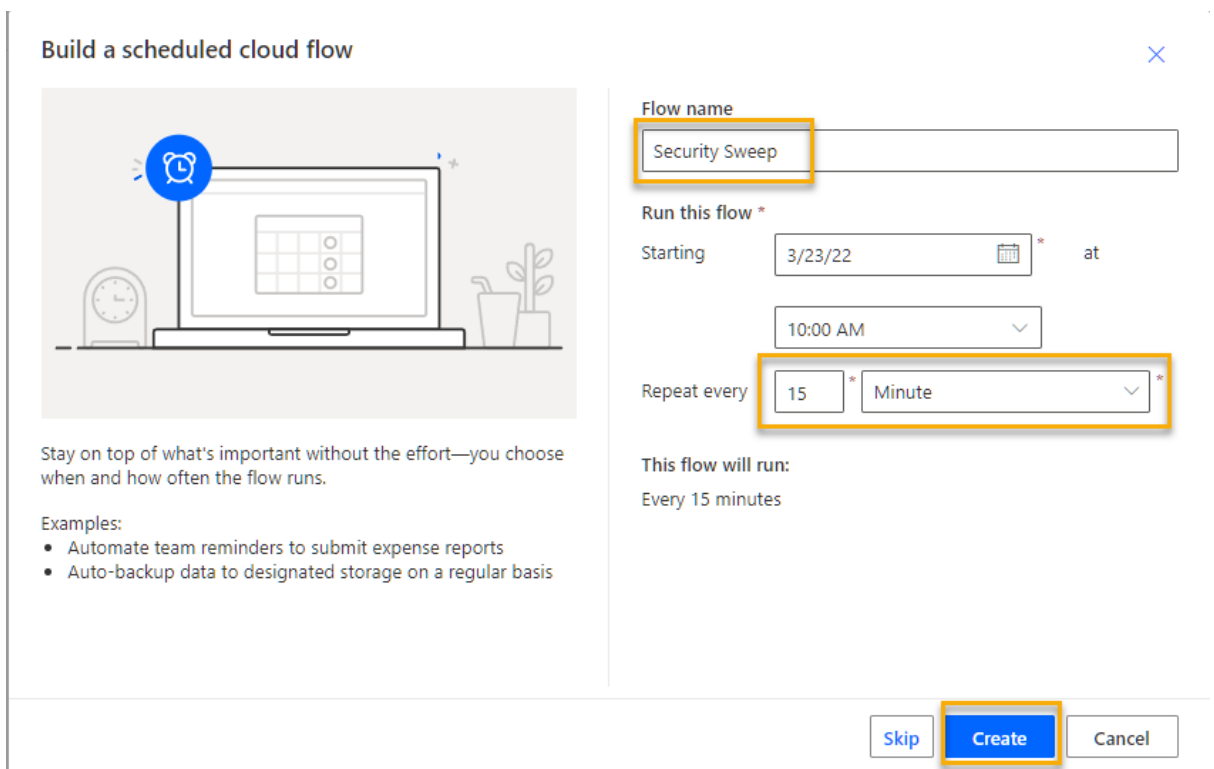 Build a scheduled cloud flow
Stay on top of what's important without the effort—you choose
when and how often the flow runs.
Examples:
• Automate team reminders to submit expense reports
• Auto-backup data to designated storage on a regular basis
Flow name
Security Sweep
Run this flow *
Starting 3/23/22 * at
10:00 AM
Repeat every 15 * Minute *
This flow will run:
Every 15 minutes
Skip Create Cancel